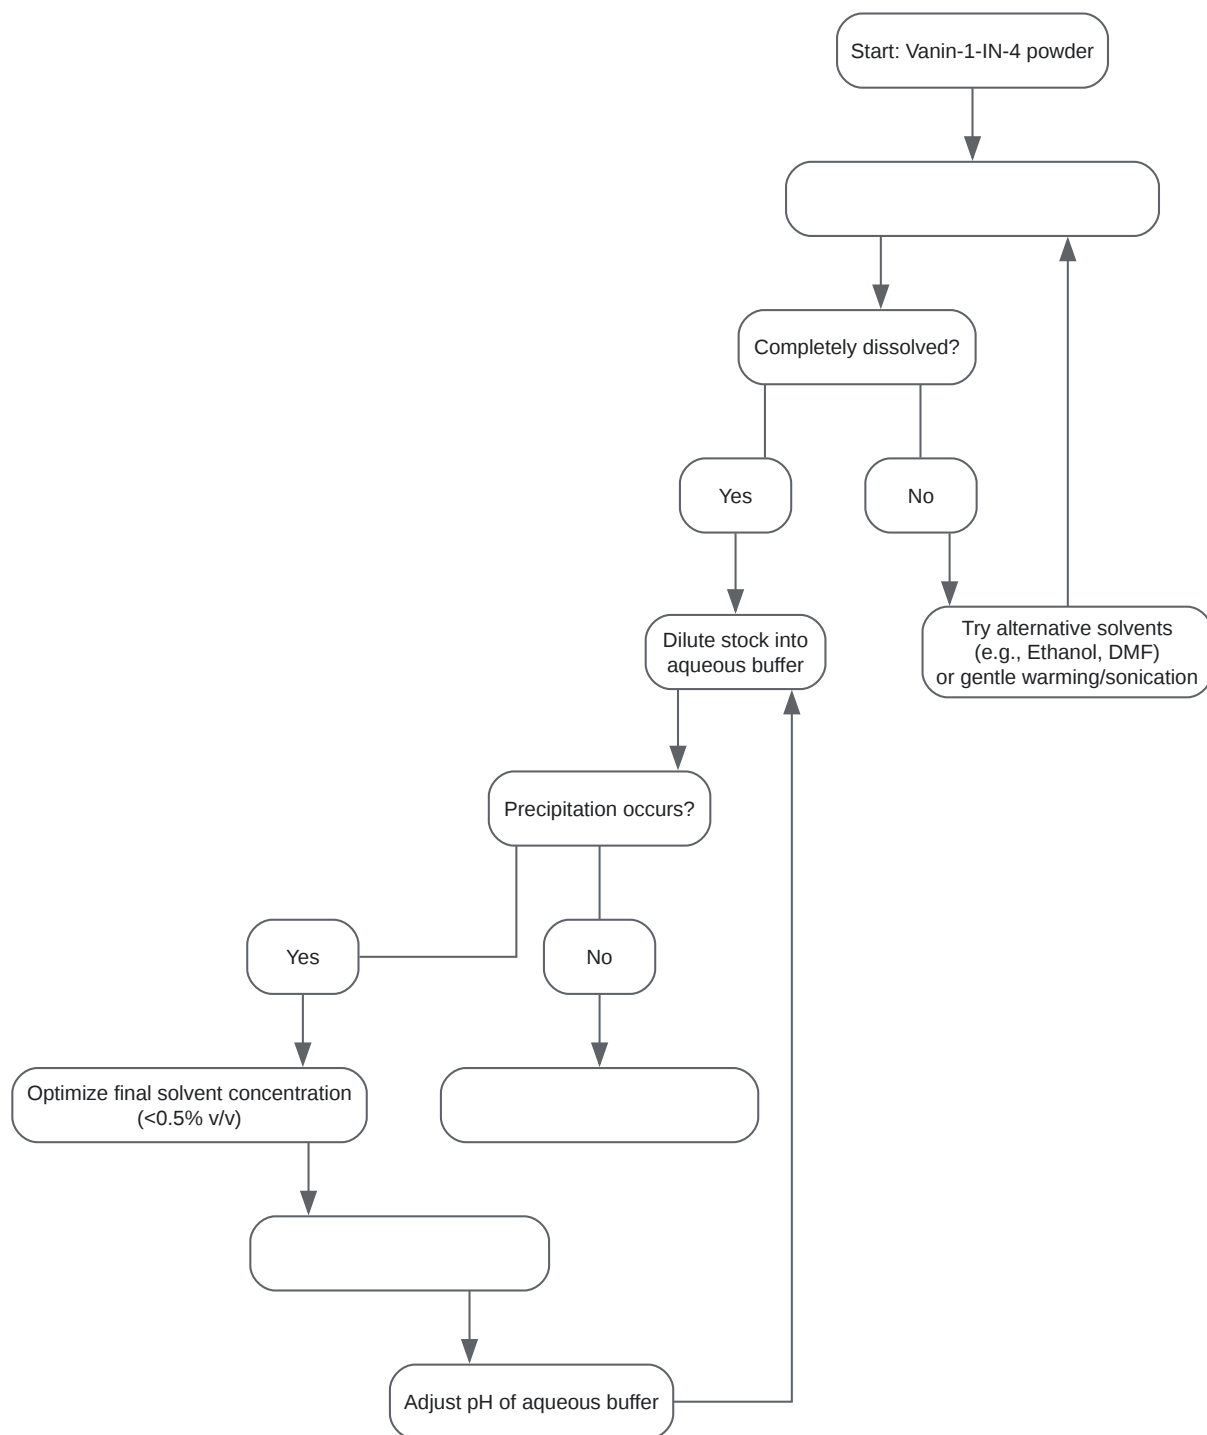 Start: Vanin-1-IN-4 powder
Completely dissolved?
Yes
No
Dilute stock into
aqueous buffer
Try alternative solvents
(e.g., Ethanol, DMF)
or gentle warming/sonication
Precipitation occurs?
Yes
No
Optimize final solvent concentration
(<0.5% v/v)
Adjust pH of aqueous buffer